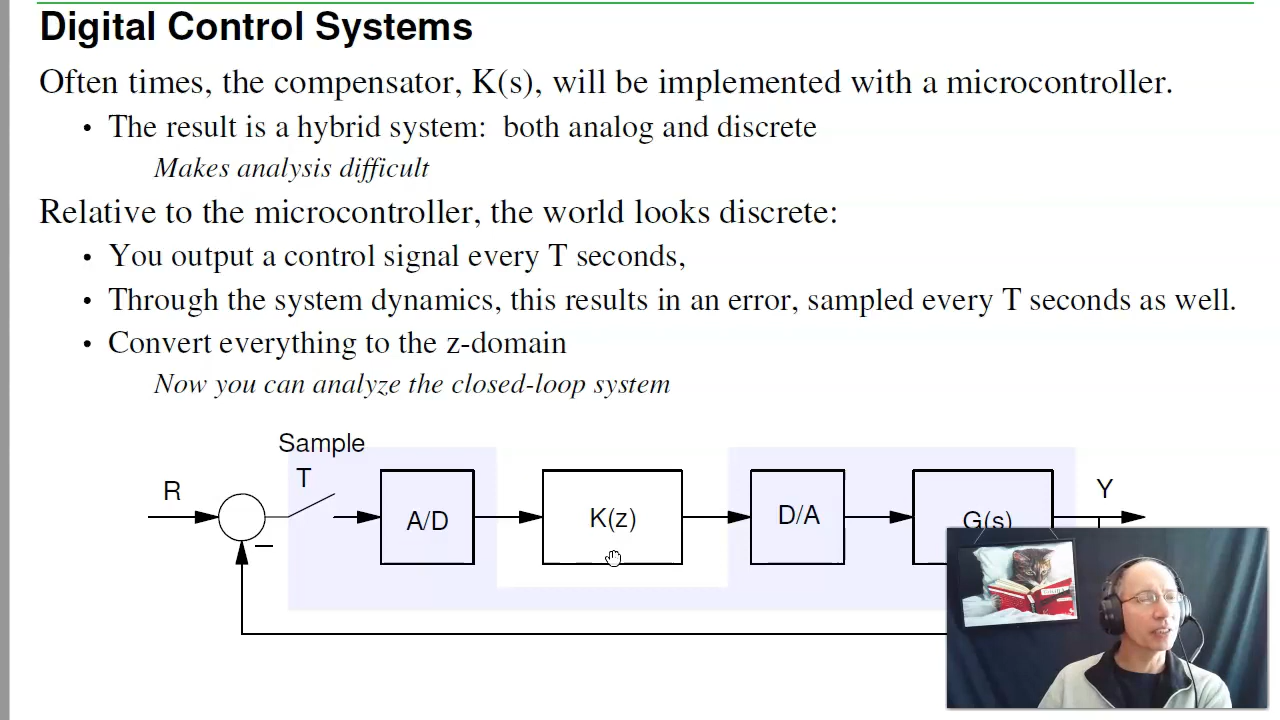 Digital Control Systems
Often times, the compensator, K(s), will be implemented with a microcontroller.
• The result is a hybrid system: both analog and discrete
Makes analysis difficult
Relative to the microcontroller, the world looks discrete:
• You output a control signal every T seconds,
• Through the system dynamics, this results in an error, sampled every T seconds as well.
• Convert everything to the z-domain
Now you can analyze the closed-loop system
Sample
T
R
A/D
K(z)
D/A
G(s)
Y